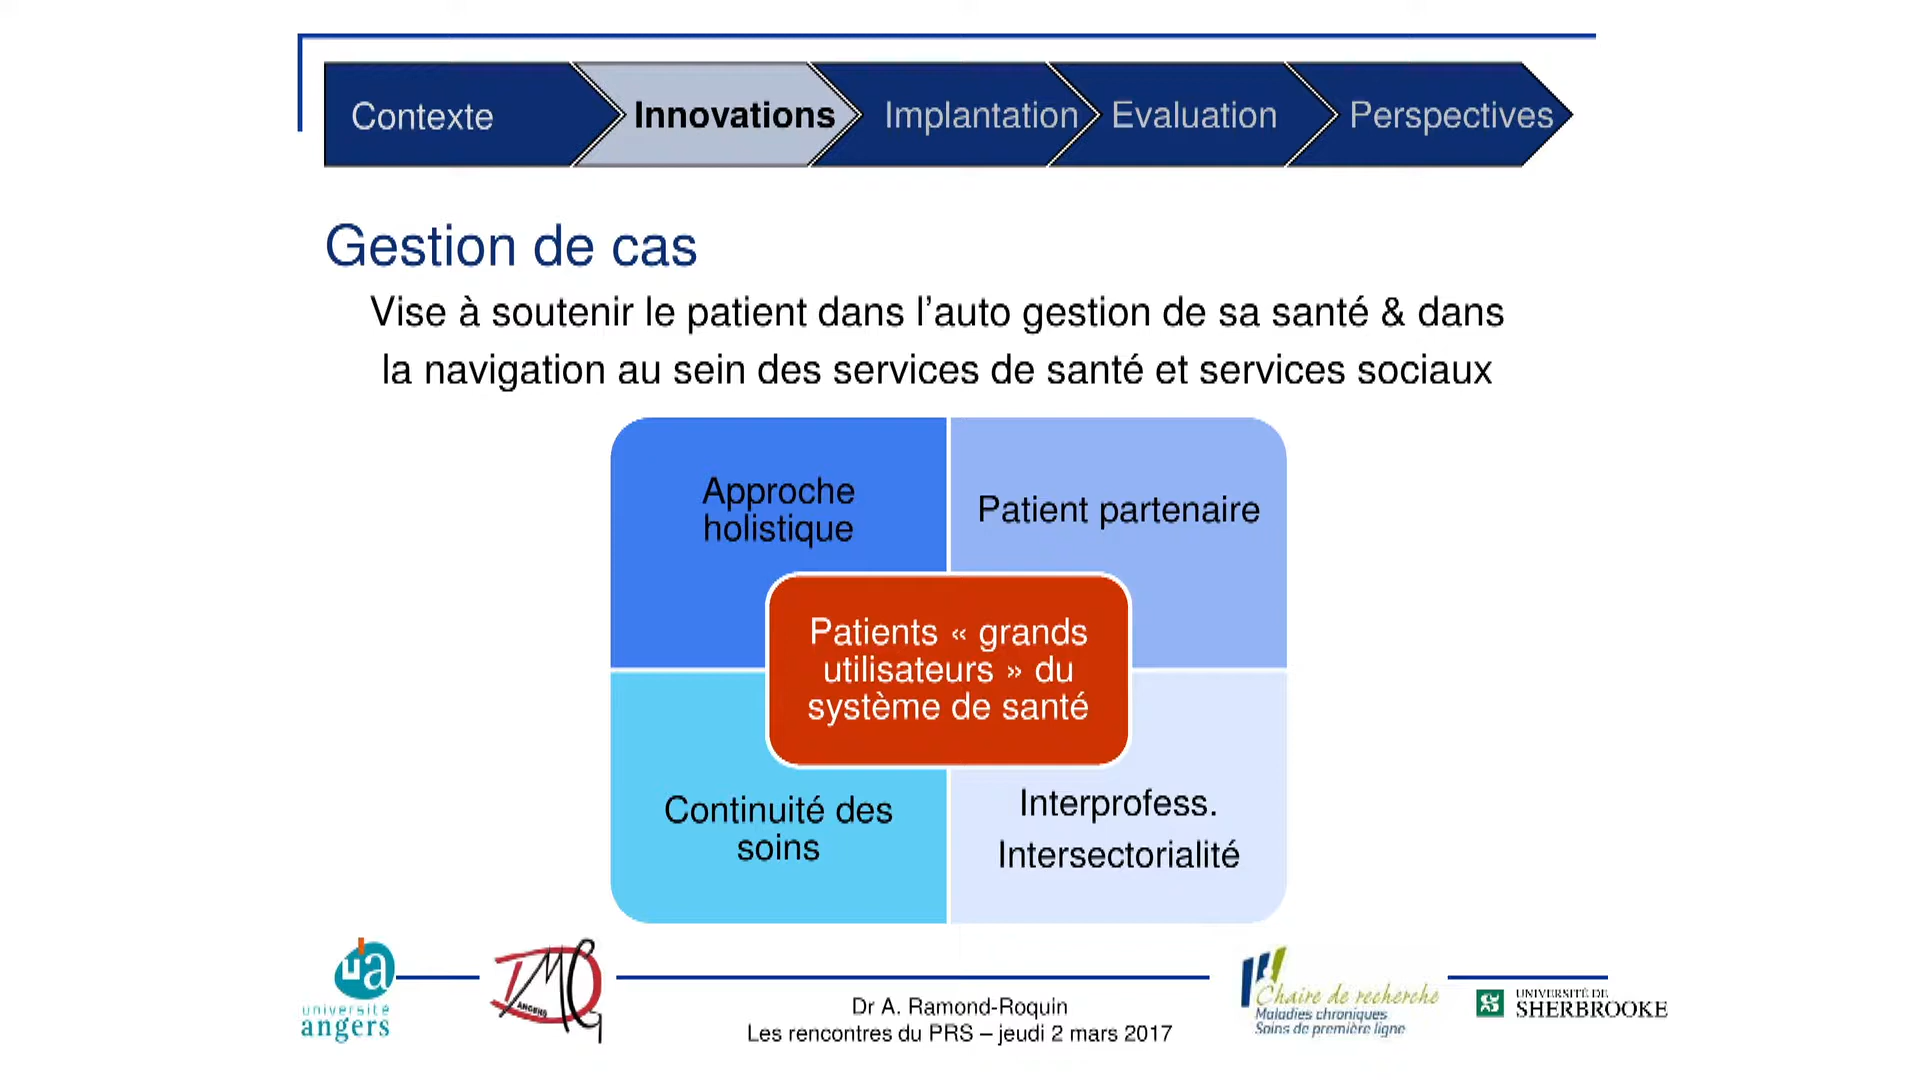 Contexte
Innovations
Implantation
Evaluation
Perspectives
Gestion de cas
Vise à soutenir le patient dans l’auto gestion de sa santé & dans
la navigation au sein des services de santé et services sociaux
Approche
holistique
Patient partenaire
Patients « grands
utilisateurs » du
système de santé
Continuité des
soins
Interprofess.
Intersectorialité
ua
université
angers
DMG
ANGERS
Dr A. Ramond-Roquin
Les rencontres du PRS – jeudi 2 mars 2017
Chaire de recherche
Maladies chroniques
Soins de première ligne
UNIVERSITÉ DE
SHERBROOKE